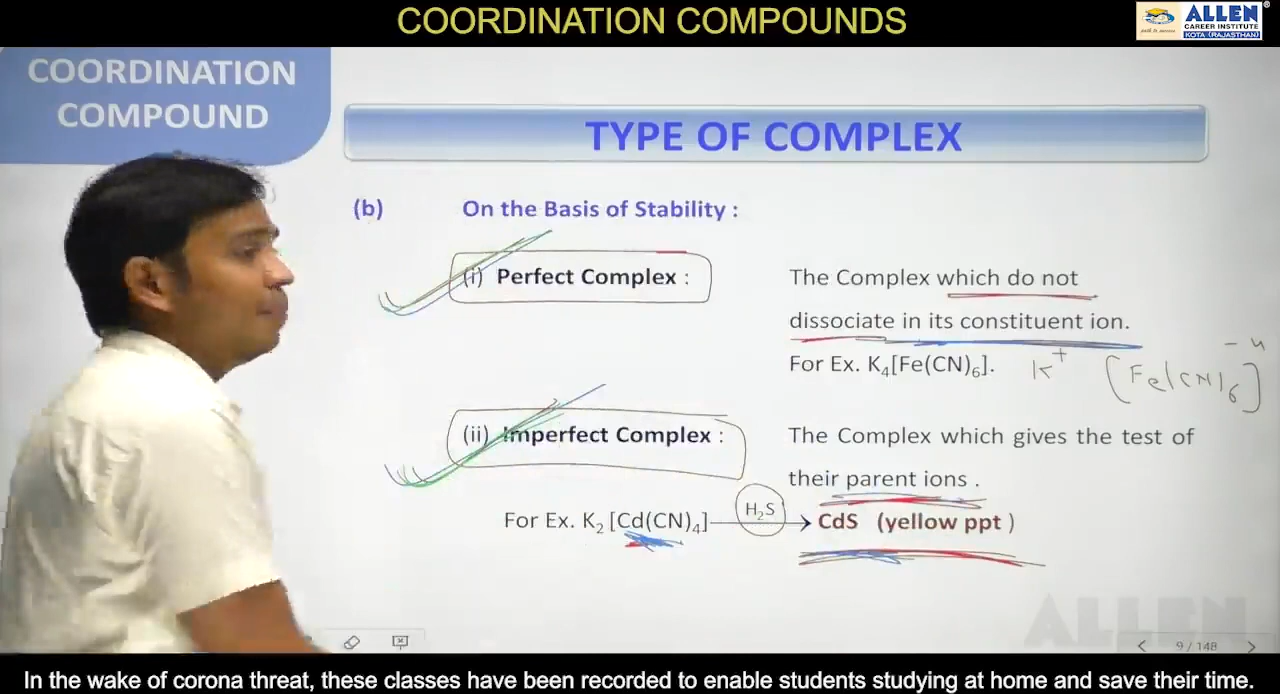 COORDINATION COMPOUNDS
ALLEN
CAREER INSTITUTE
KOTA (RAJASTHAN)
COORDINATION
COMPOUND
TYPE OF COMPLEX
(b) On the Basis of Stability :
(i) Perfect Complex : The Complex which do not
dissociate in its constituent ion.
For Ex. K₄[Fe(CN)₆]. K⁺ [Fe(CN)₆]⁻⁴
(ii) Imperfect Complex : The Complex which gives the test of
their parent ions .
For Ex. K₂ [Cd(CN)₄] H₂S → CdS (yellow ppt )
ALLEN
9 / 148
In the wake of corona threat, these classes have been recorded to enable students studying at home and save their time.